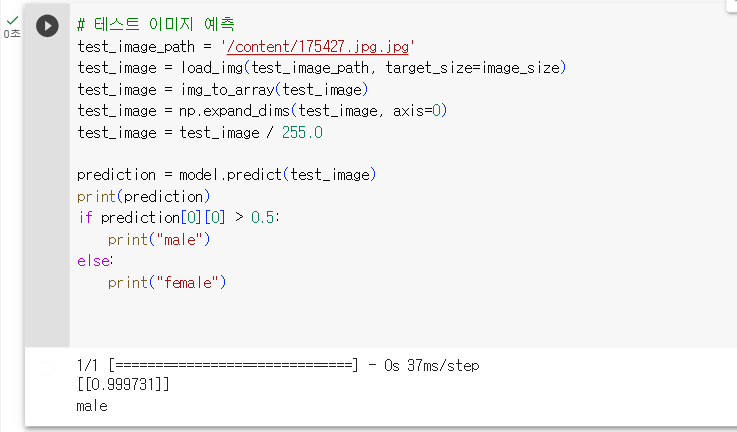 0초
# 테스트 이미지 예측
test_image_path = '/content/175427.jpg.jpg'
test_image = load_img(test_image_path, target_size=image_size)
test_image = img_to_array(test_image)
test_image = np.expand_dims(test_image, axis=0)
test_image = test_image / 255.0
prediction = model.predict(test_image)
print(prediction)
if prediction[0][0] > 0.5:
    print("male")
else:
    print("female")
1/1 [==============================] - 0s 37ms/step
[[0.999731]]
male